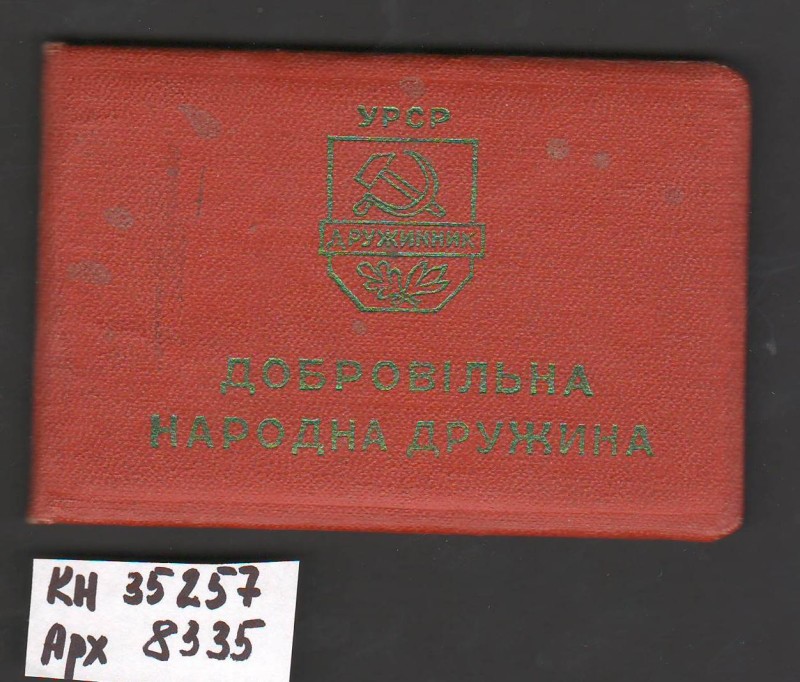 УРСР
ДРУЖИННИК
ДОБРОВІЛЬНА
НАРОДНА ДРУЖИНА
КН 35257
Арх 8335